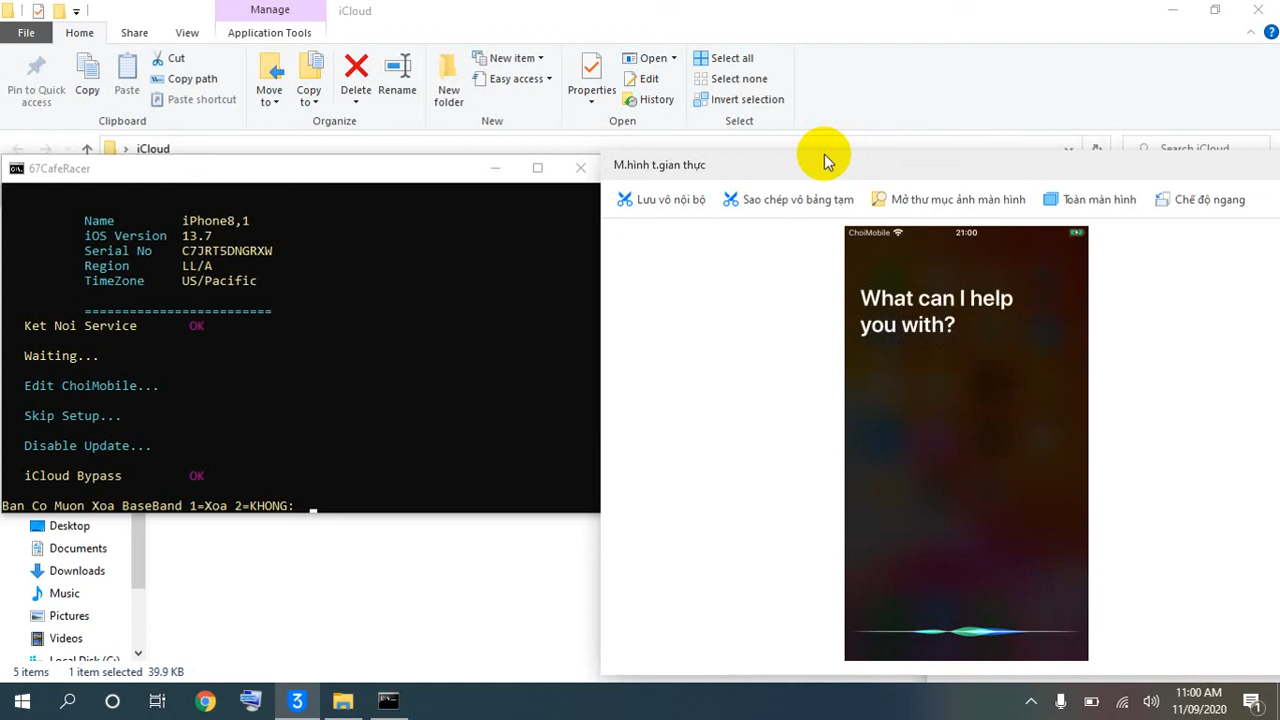 Manage
iCloud
File
Home
Share
View
Application Tools
Pin to Quick access
Copy
Paste
Cut
Copy path
Paste shortcut
Clipboard
Move to
Copy to
Delete
Rename
Organize
New folder
New item
Easy access
New
Properties
Open
Edit
History
Open
Select all
Select none
Invert selection
Select
iCloud
Search iCloud
67CafeRacer
Name iPhone8,1
iOS Version 13.7
Serial No C7JRT5DNGRXW
Region LL/A
TimeZone US/Pacific
=========================
Ket Noi Service OK
Waiting...
Edit ChoiMobile...
Skip Setup...
Disable Update...
iCloud Bypass OK
Ban Co Muon Xoa BaseBand 1=Xoa 2=KHONG:
M.hình t.gian thực
Lưu vô nội bộ
Sao chép vô bảng tạm
Mở thư mục ảnh màn hình
Toàn màn hình
Chế độ ngang
ChoiMobile
21:00
What can I help
you with?
Desktop
Documents
Downloads
Music
Pictures
Videos
Local Disk (C:)
5 items
1 item selected 39.9 KB
11:00 AM
11/09/2020
1